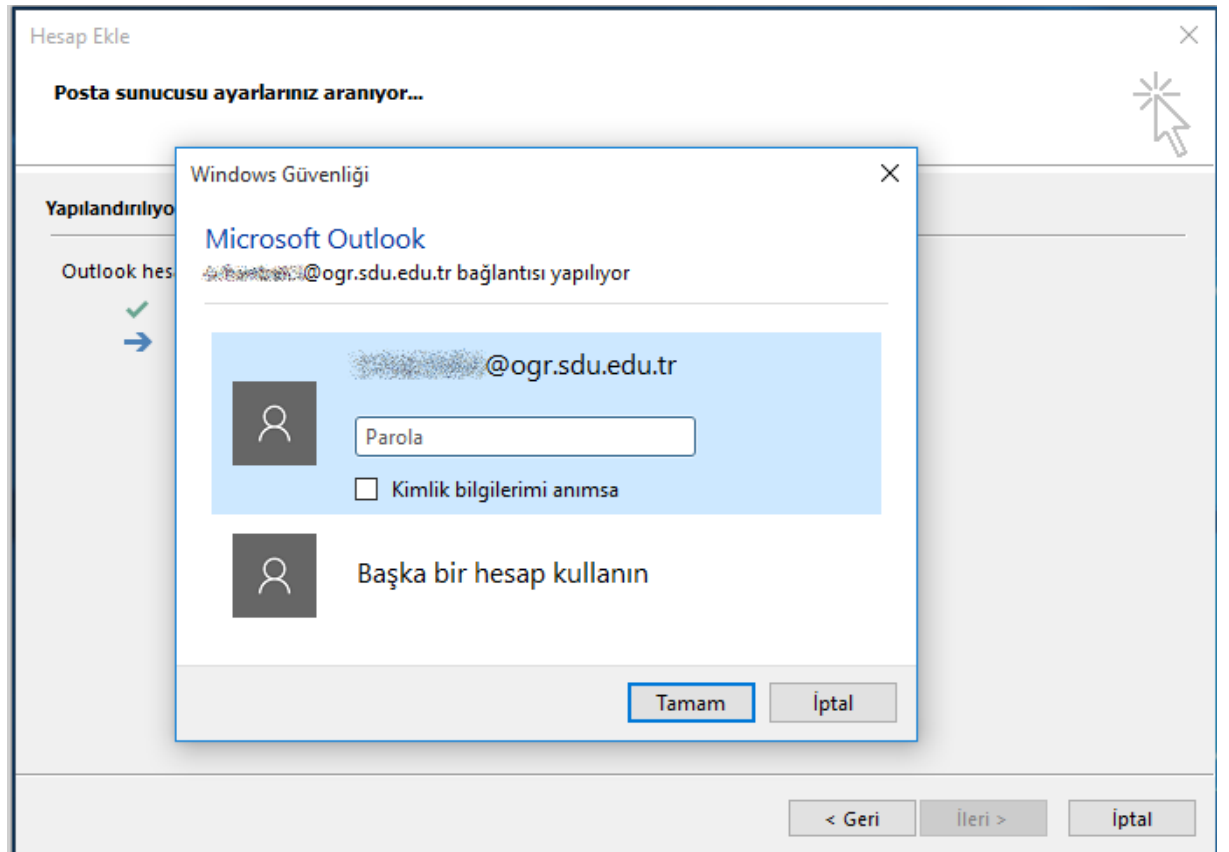 Hesap Ekle
Posta sunucusu ayarlarınız aranıyor...
Windows Güvenliği
Yapılandırılıyo
Microsoft Outlook
@ogr.sdu.edu.tr bağlantısı yapılıyor
Outlook hes
@ogr.sdu.edu.tr
Parola
Kimlik bilgilerimi anımsa
Başka bir hesap kullanın
Tamam
İptal
< Geri
İleri >
İptal